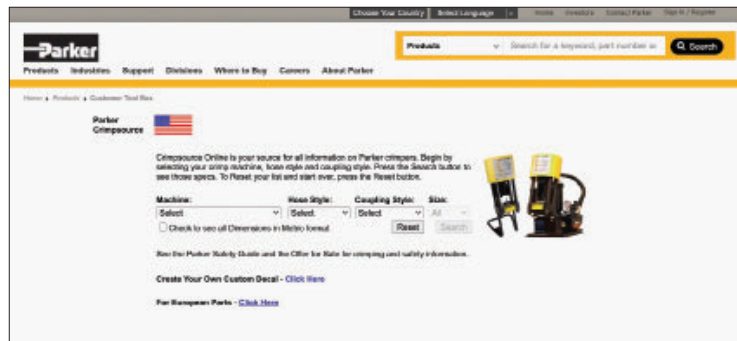 Choose Your Country Select Language Home Investors Contact Parker Sign In / Register
Parker
Products Search for a keyword, part number or Search
Products Industries Support Divisions Where to Buy Careers About Parker
Home Products Customer Tool Box
Parker
Crimpsource
Crimpsource Online is your source for all information on Parker crimpers. Begin by
selecting your crimp machine, hose style and coupling style. Press the Search button to
see those specs. To Reset your list and start over, press the Reset button.
Machine: Hose Style: Coupling Style: Size:
Select Select Select All
Check to see all Dimensions in Metric format Reset Search
See the Parker Safety Guide and the Offer for Sale for crimping and safety information.
Create Your Own Custom Decal - Click Here
For European Parts - Click Here